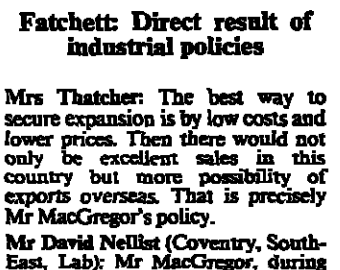 Fatchett: Direct result of
industrial policies
Mrs Thatcher: The best way to
secure expansion is by low costs and
lower prices. Then there would not
only be excellent sales in this
country but more possibility of
exports overseas. That is precisely
Mr MacGregor's policy.
Mr David Nellist (Coventry, South-
East, Lab): Mr MacGregor, during